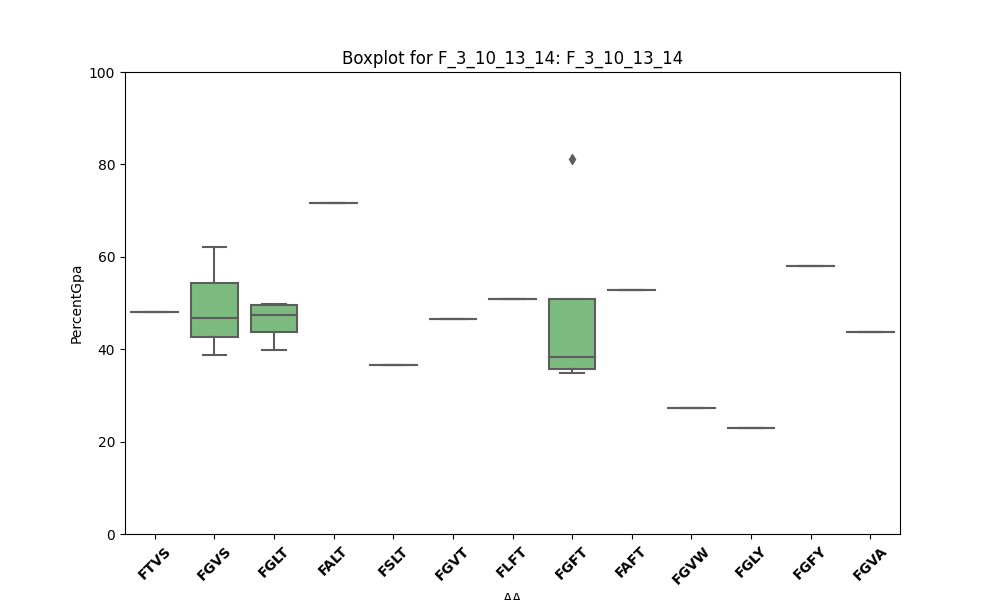 Boxplot for F_3_10_13_14: F_3_10_13_14
100
80
60
40
20
0
PercentGpa
FTVS
FGVS
FGLT
FALT
FSLT
FGVT
FLFT
FGFT
FAFT
FGVW
FGLY
FGFY
FGVA
AA